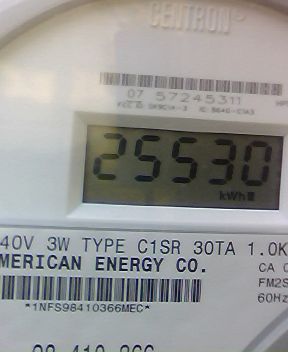 CENTRON
07 57245311
25530
kWh
40V 3W TYPE C1SR 30TA 1.0K
MERICAN ENERGY CO.
CA 0
FM2S
60Hz
*1NFS98410366MEC*